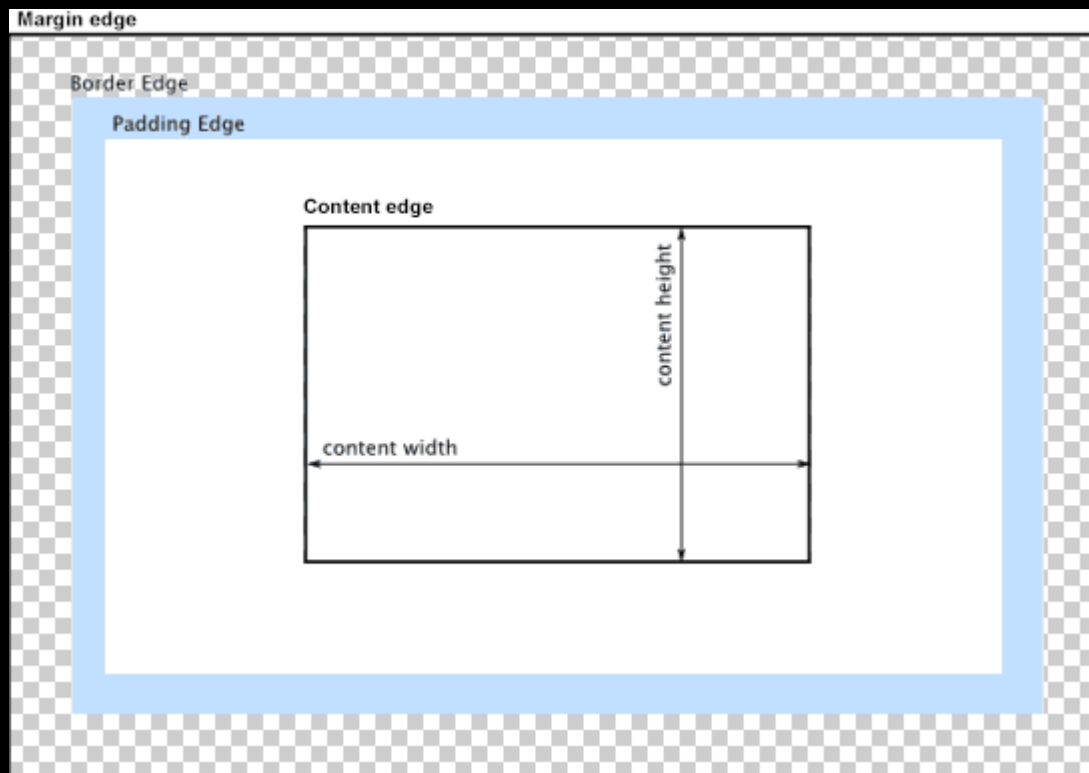 Margin edge
Border Edge
Padding Edge
Content edge
content height
content width